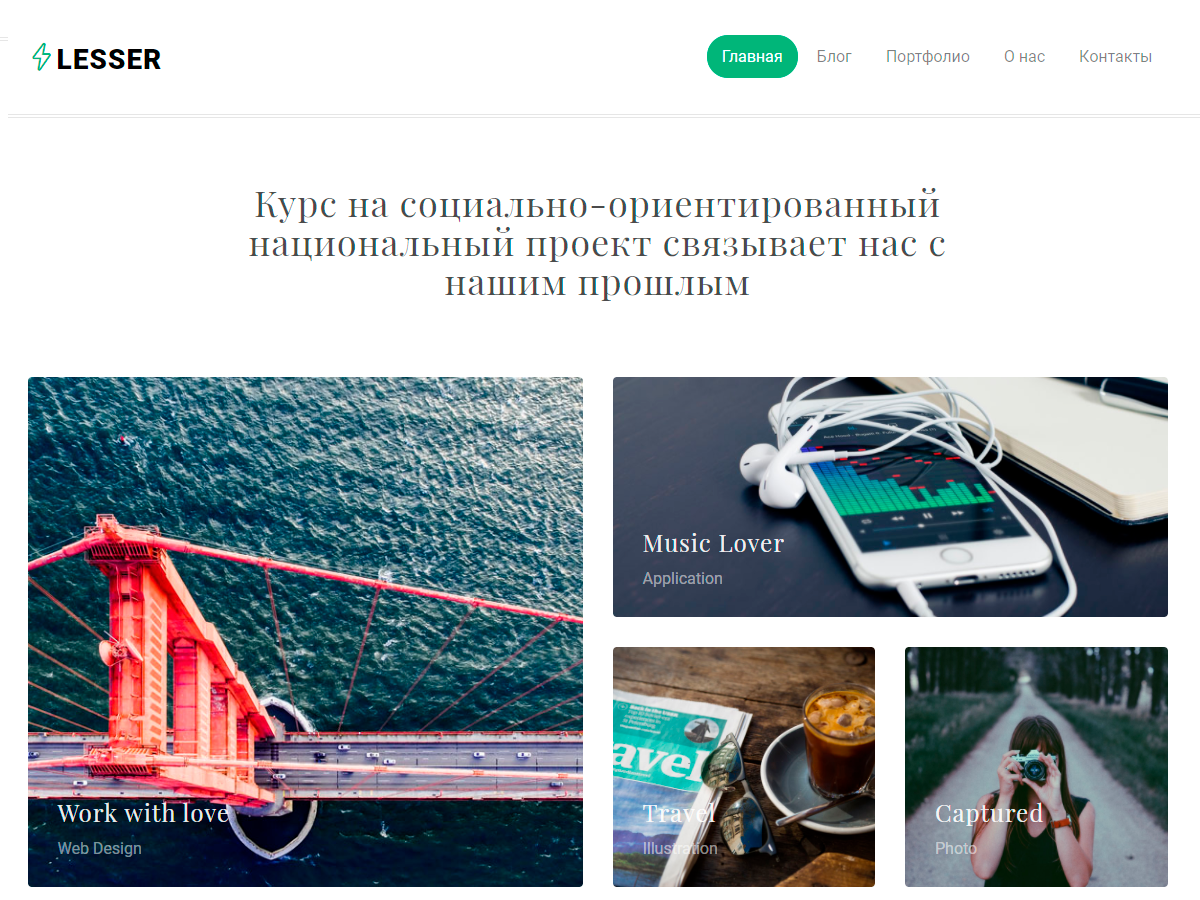 LESSER
Главная
Блог
Портфолио
О нас
Контакты
Курс на социально-ориентированный
национальный проект связывает нас с
нашим прошлым
Music Lover
Application
avel
Work with love
Web Design
Travel
Illustration
Captured
Photo